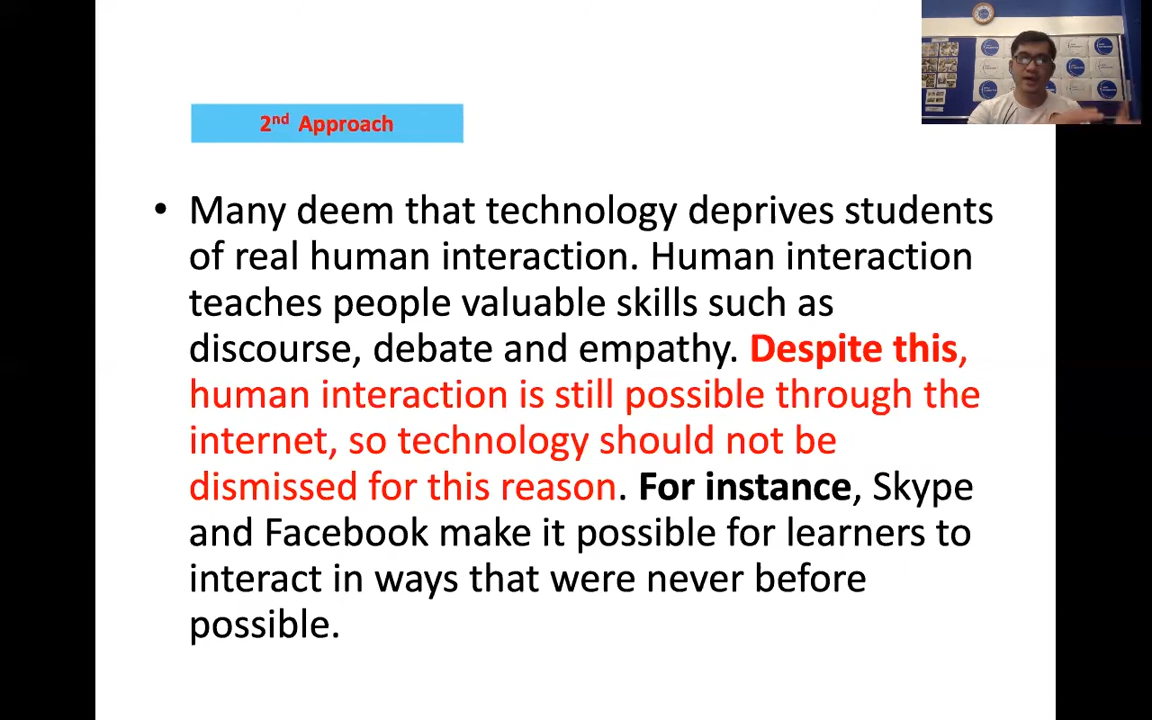 2nd Approach
• Many deem that technology deprives students
of real human interaction. Human interaction
teaches people valuable skills such as
discourse, debate and empathy. Despite this,
human interaction is still possible through the
internet, so technology should not be
dismissed for this reason. For instance, Skype
and Facebook make it possible for learners to
interact in ways that were never before
possible.